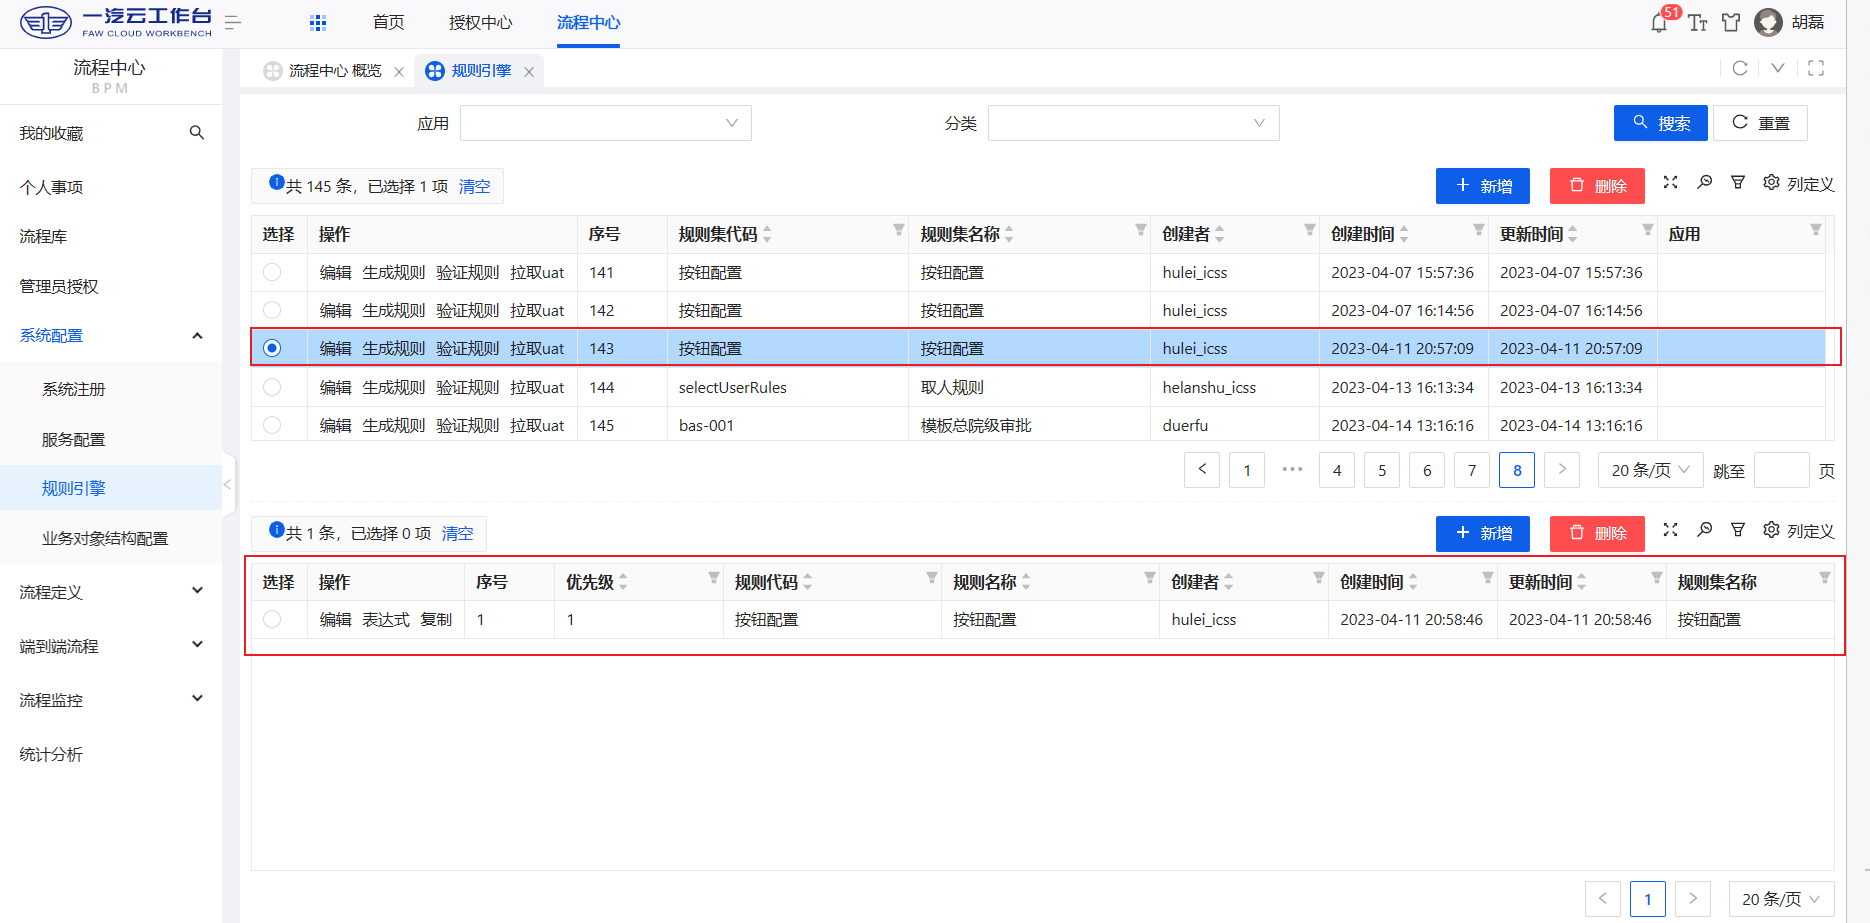 一汽云工作台
FAW CLOUD WORKBENCH
首页 授权中心 流程中心
51
胡磊
流程中心
BPM
流程中心 概览 规则引擎
我的收藏
个人事项
流程库
管理员授权
系统配置
系统注册
服务配置
规则引擎
业务对象结构配置
流程定义
端到端流程
流程监控
统计分析
应用 分类 搜索 重置
共 145 条，已选择 1 项 清空 新增 删除 列定义
选择 操作 序号 规则集代码 规则集名称 创建者 创建时间 更新时间 应用
编辑 生成规则 验证规则 拉取uat 141 按钮配置 按钮配置 hulei_icss 2023-04-07 15:57:36 2023-04-07 15:57:36
编辑 生成规则 验证规则 拉取uat 142 按钮配置 按钮配置 hulei_icss 2023-04-07 16:14:56 2023-04-07 16:14:56
编辑 生成规则 验证规则 拉取uat 143 按钮配置 按钮配置 hulei_icss 2023-04-11 20:57:09 2023-04-11 20:57:09
编辑 生成规则 验证规则 拉取uat 144 selectUserRules 取人规则 helanshu_icss 2023-04-13 16:13:34 2023-04-13 16:13:34
编辑 生成规则 验证规则 拉取uat 145 bas-001 模板总院级审批 duerfu 2023-04-14 13:16:16 2023-04-14 13:16:16
< 1 ••• 4 5 6 7 8 > 20 条/页 跳至 页
共 1 条，已选择 0 项 清空 新增 删除 列定义
选择 操作 序号 优先级 规则代码 规则名称 创建者 创建时间 更新时间 规则集名称
编辑 表达式 复制 1 1 按钮配置 按钮配置 hulei_icss 2023-04-11 20:58:46 2023-04-11 20:58:46 按钮配置
< 1 > 20 条/页